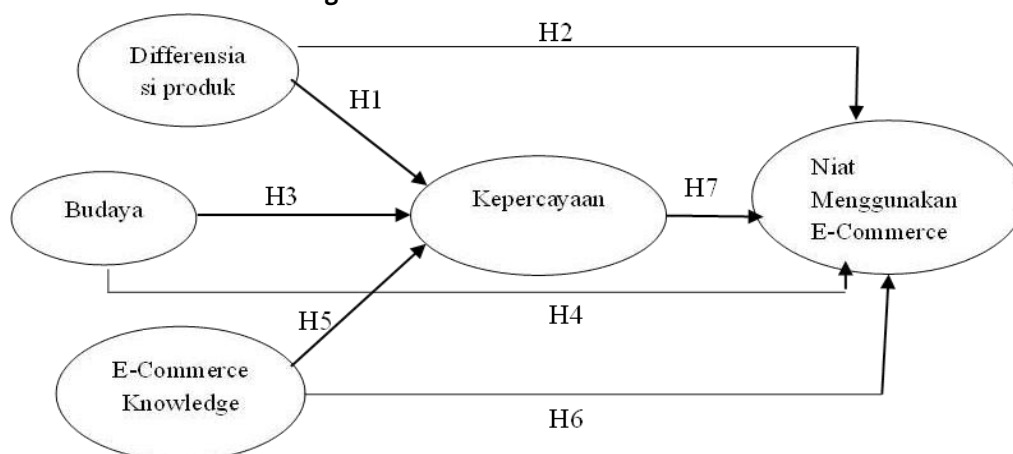 H2
Differensia
si produk
H1
Niat
Menggunakan
E-Commerce
Budaya
H3
Kepercayaan
H7
H5
H4
E-Commerce
Knowledge
H6